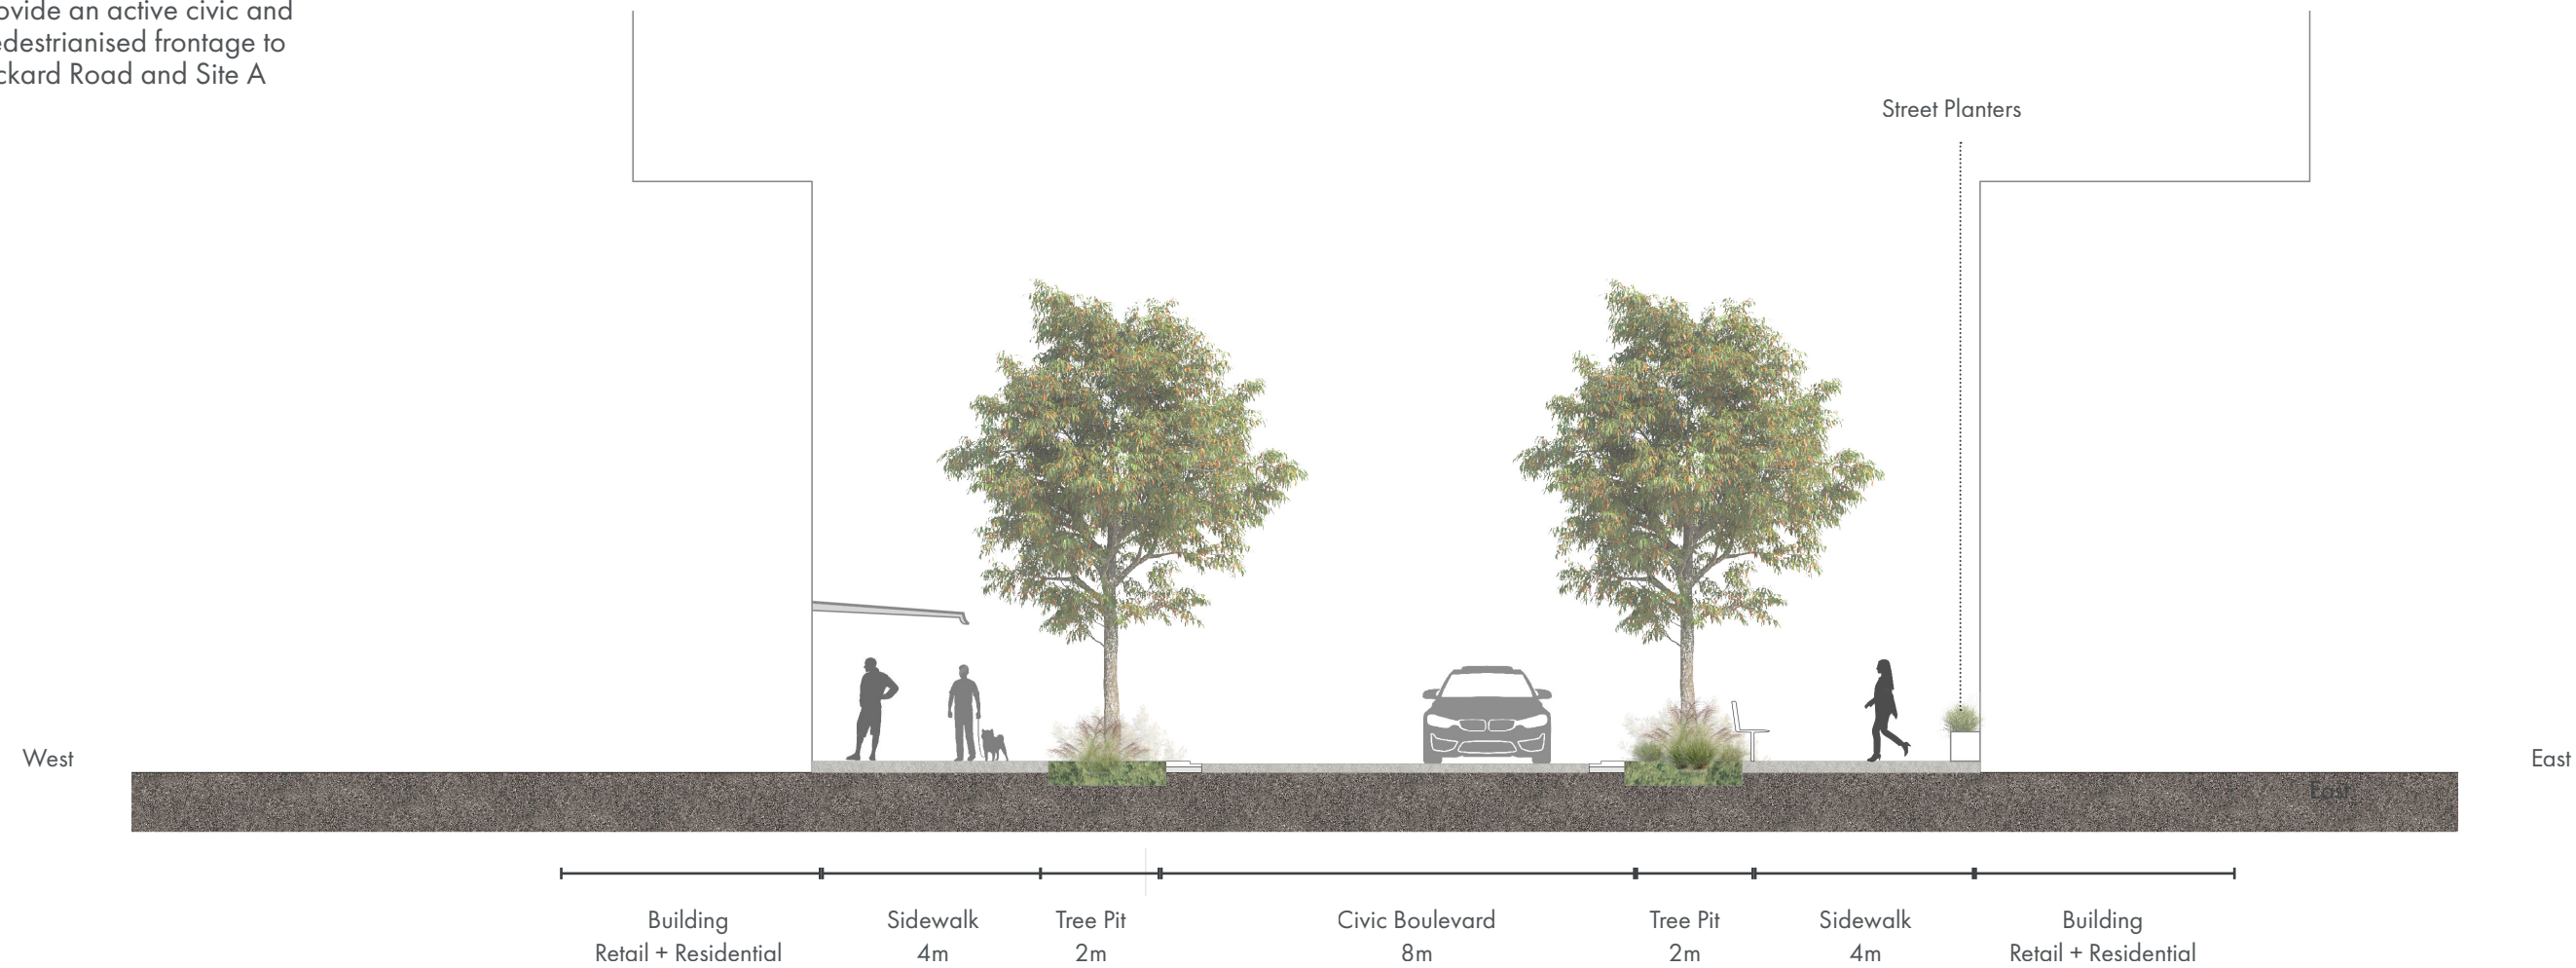 ovide an active civic and
edestrianised frontage to
ckard Road and Site A
Street Planters
West
East
East
Building
Retail + Residential
Sidewalk
4m
Tree Pit
2m
Civic Boulevard
8m
Tree Pit
2m
Sidewalk
4m
Building
Retail + Residential